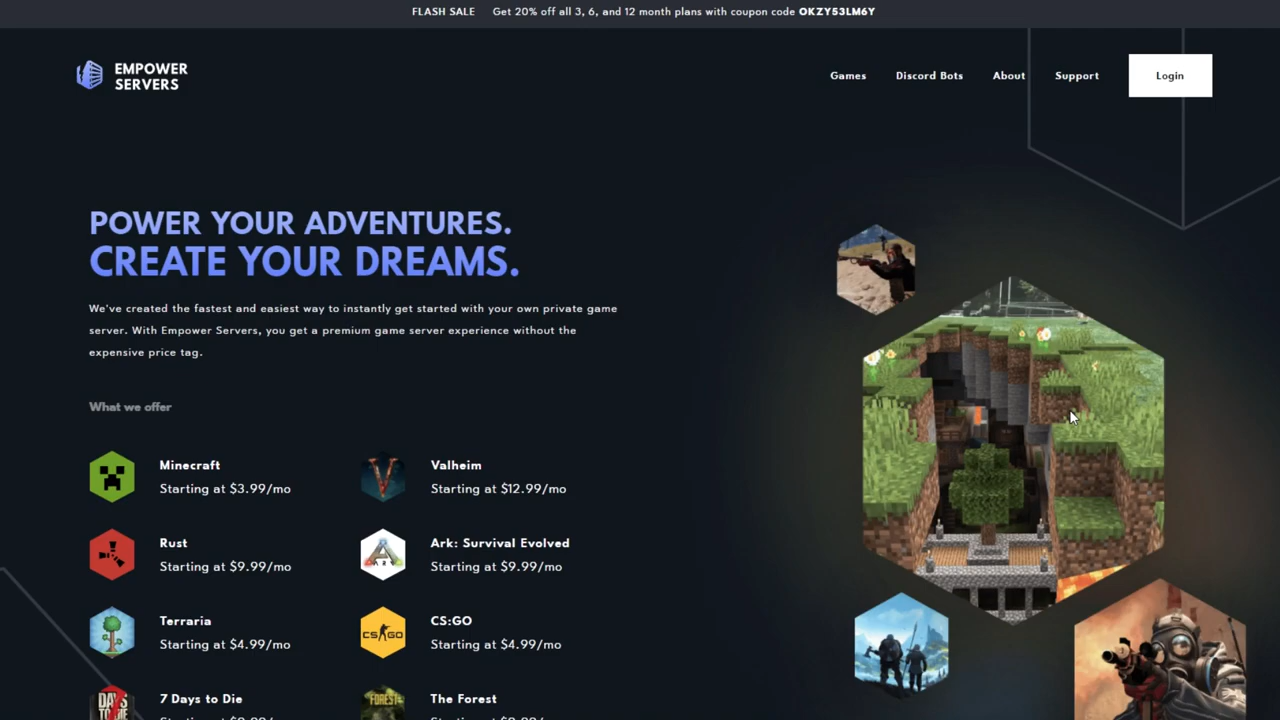 FLASH SALE Get 20% off all 3, 6, and 12 month plans with coupon code OKZY53LM6Y
EMPOWER
SERVERS
Games Discord Bots About Support Login
POWER YOUR ADVENTURES.
CREATE YOUR DREAMS.
We've created the fastest and easiest way to instantly get started with your own private game
server. With Empower Servers, you get a premium game server experience without the
expensive price tag.
What we offer
Minecraft
Starting at $3.99/mo
Valheim
Starting at $12.99/mo
Rust
Starting at $9.99/mo
ARK
Ark: Survival Evolved
Starting at $9.99/mo
Terraria
Starting at $4.99/mo
CS:GO
CS:GO
Starting at $4.99/mo
DAYS
7 Days to Die
FOREST
The Forest